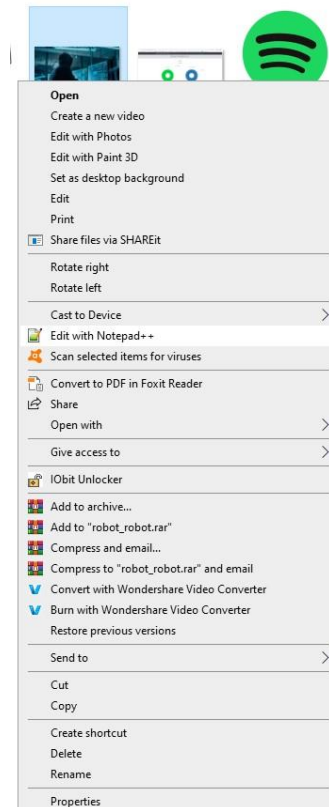 Open
Create a new video
Edit with Photos
Edit with Paint 3D
Set as desktop background
Edit
Print
Share files via SHAREit
Rotate right
Rotate left
Cast to Device
Edit with Notepad++
Scan selected items for viruses
Convert to PDF in Foxit Reader
Share
Open with
Give access to
IObit Unlocker
Add to archive...
Add to "robot_robot.rar"
Compress and email...
Compress to "robot_robot.rar" and email
Convert with Wondershare Video Converter
Burn with Wondershare Video Converter
Restore previous versions
Send to
Cut
Copy
Create shortcut
Delete
Rename
Properties